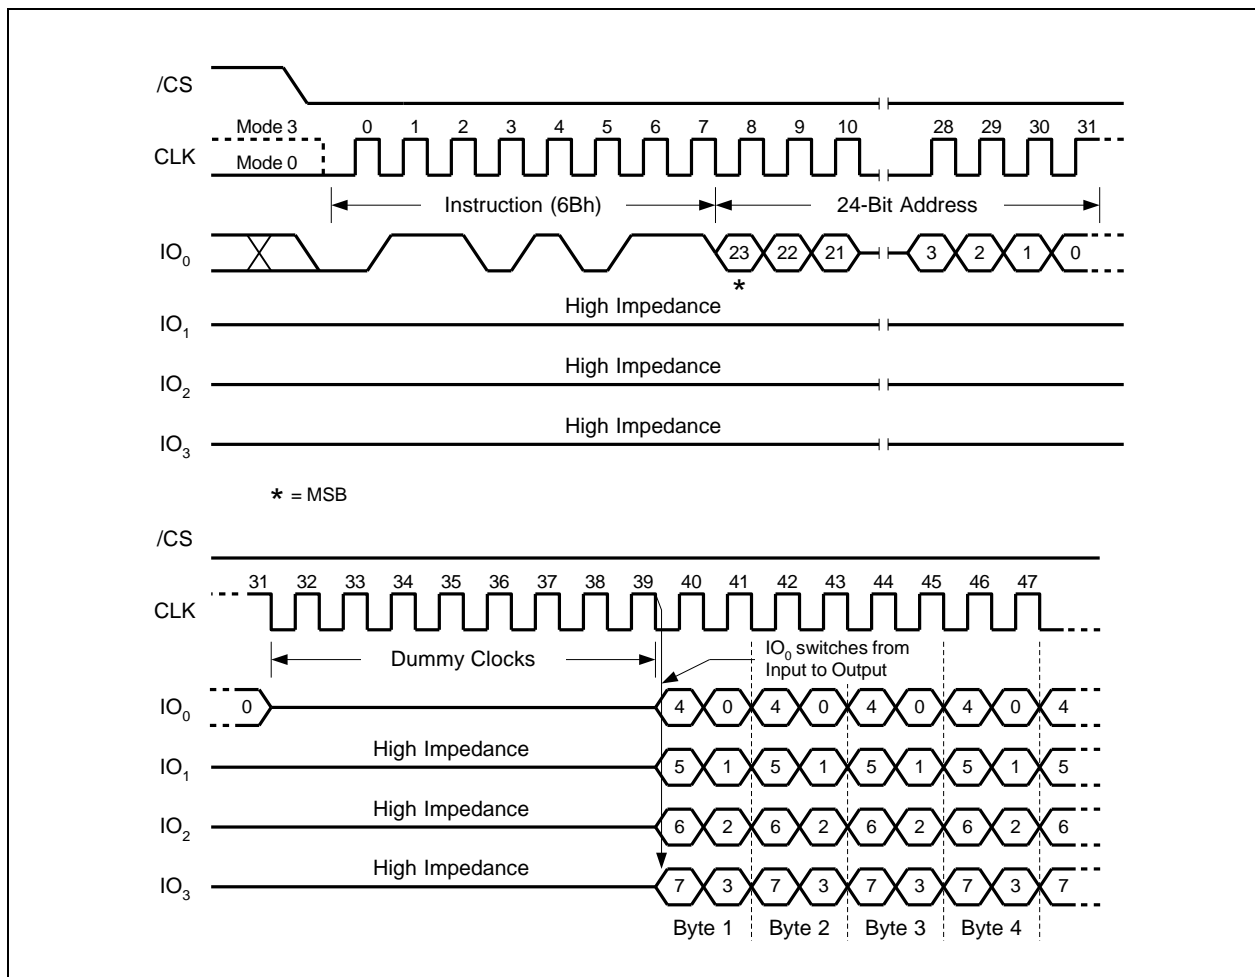 /CS
Mode 3 0 1 2 3 4 5 6 7 8 9 10 28 29 30 31
CLK
Mode 0
Instruction (6Bh) 24-Bit Address
IO0 23 22 21 3 2 1 0
*
High Impedance
IO1
High Impedance
IO2
High Impedance
IO3
* = MSB
/CS
31 32 33 34 35 36 37 38 39 40 41 42 43 44 45 46 47
CLK
IO0 switches from
Dummy Clocks Input to Output
IO0 0 4 0 4 0 4 0 4 0 4
High Impedance
IO1 5 1 5 1 5 1 5 1 5
High Impedance
IO2 6 2 6 2 6 2 6 2 6
High Impedance
IO3 7 3 7 3 7 3 7 3 7
Byte 1 Byte 2 Byte 3 Byte 4